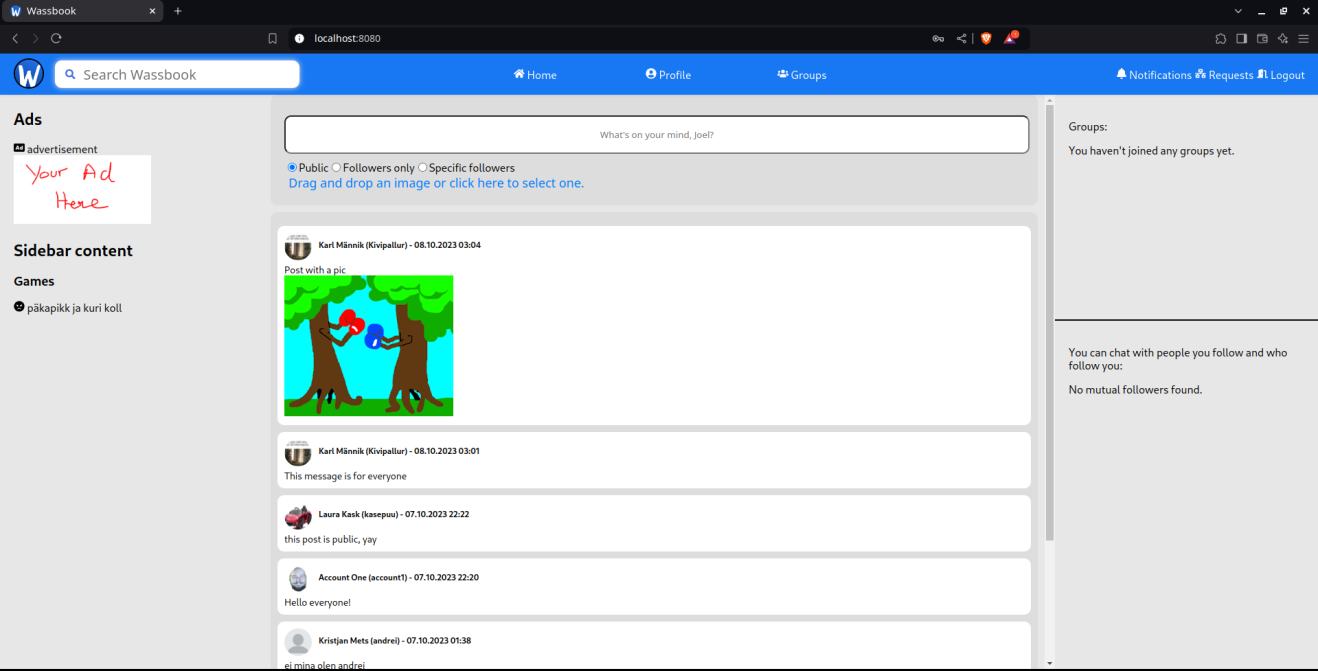 Wassbook
localhost:8080
W
Search Wassbook
Home
Profile
Groups
Notifications
Requests
Logout
Ads
Ad advertisement
Your Ad
Here
Sidebar content
Games
päkapikk ja kuri koll
What's on your mind, Joel?
Public
Followers only
Specific followers
Drag and drop an image or click here to select one.
Karl Männik (Kivipallur) - 08.10.2023 03:04
Post with a pic
Karl Männik (Kivipallur) - 08.10.2023 03:01
This message is for everyone
Laura Kask (kasepuu) - 07.10.2023 22:22
this post is public, yay
Account One (account1) - 07.10.2023 22:20
Hello everyone!
Kristjan Mets (andrei) - 07.10.2023 01:38
ei mina olen andrei
Groups:
You haven't joined any groups yet.
You can chat with people you follow and who
follow you:
No mutual followers found.